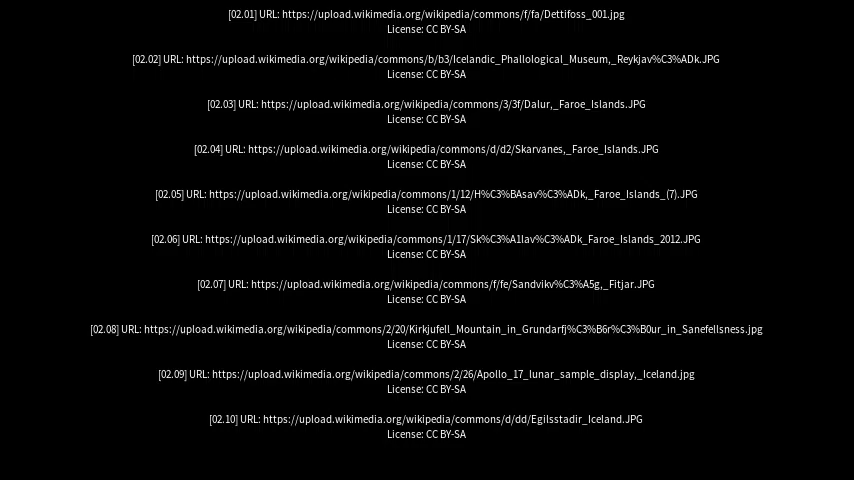 [02.01] URL: https://upload.wikimedia.org/wikipedia/commons/f/fa/Dettifoss_001.jpg
License: CC BY-SA
[02.02] URL: https://upload.wikimedia.org/wikipedia/commons/b/b3/Icelandic_Phallological_Museum,_Reykjav%C3%ADk.JPG
License: CC BY-SA
[02.03] URL: https://upload.wikimedia.org/wikipedia/commons/3/3f/Dalur,_Faroe_Islands.JPG
License: CC BY-SA
[02.04] URL: https://upload.wikimedia.org/wikipedia/commons/d/d2/Skarvanes,_Faroe_Islands.JPG
License: CC BY-SA
[02.05] URL: https://upload.wikimedia.org/wikipedia/commons/1/12/H%C3%BAsav%C3%ADk,_Faroe_Islands_(7).JPG
License: CC BY-SA
[02.06] URL: https://upload.wikimedia.org/wikipedia/commons/1/17/Sk%C3%A1lav%C3%ADk_Faroe_Islands_2012.JPG
License: CC BY-SA
[02.07] URL: https://upload.wikimedia.org/wikipedia/commons/f/fe/Sandvikv%C3%A5g,_Fitjar.JPG
License: CC BY-SA
[02.08] URL: https://upload.wikimedia.org/wikipedia/commons/2/20/Kirkjufell_Mountain_in_Grundarfj%C3%B6r%C3%B0ur_in_Sanefellsness.jpg
License: CC BY-SA
[02.09] URL: https://upload.wikimedia.org/wikipedia/commons/2/26/Apollo_17_lunar_sample_display,_Iceland.jpg
License: CC BY-SA
[02.10] URL: https://upload.wikimedia.org/wikipedia/commons/d/dd/Egilsstadir_Iceland.JPG
License: CC BY-SA